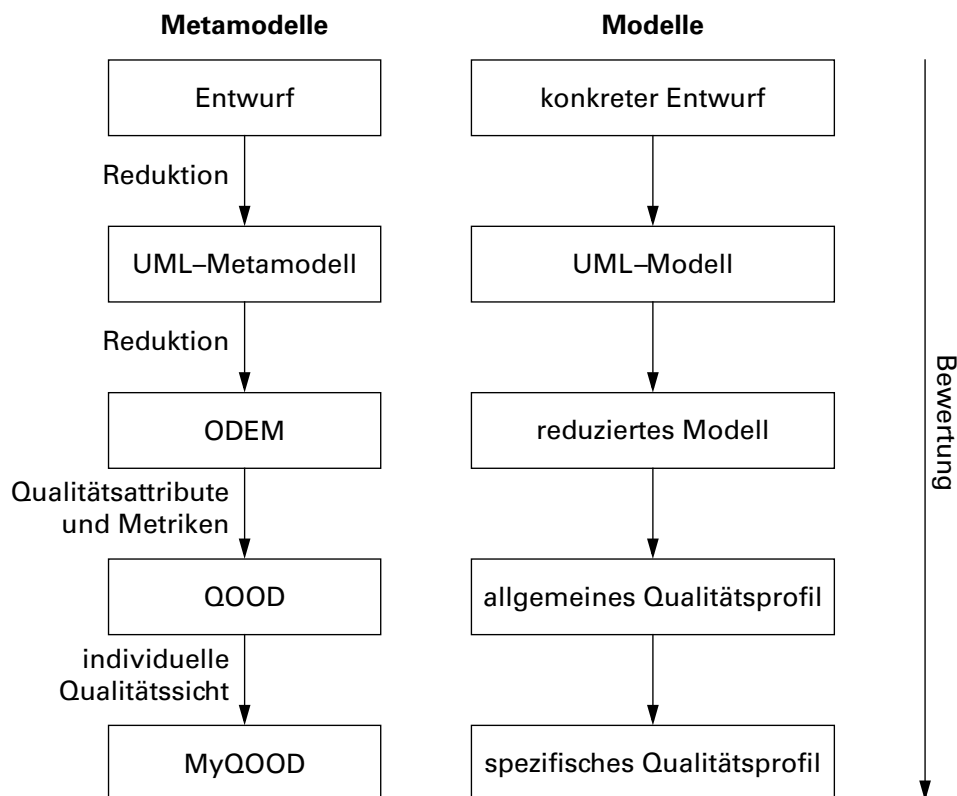 Metamodelle Modelle
Entwurf konkreter Entwurf
Reduktion
UML–Metamodell UML–Modell
Reduktion
Bewertung
ODEM reduziertes Modell
Qualitätsattribute
und Metriken
QOOD allgemeines Qualitätsprofil
individuelle
Qualitätssicht
MyQOOD spezifisches Qualitätsprofil